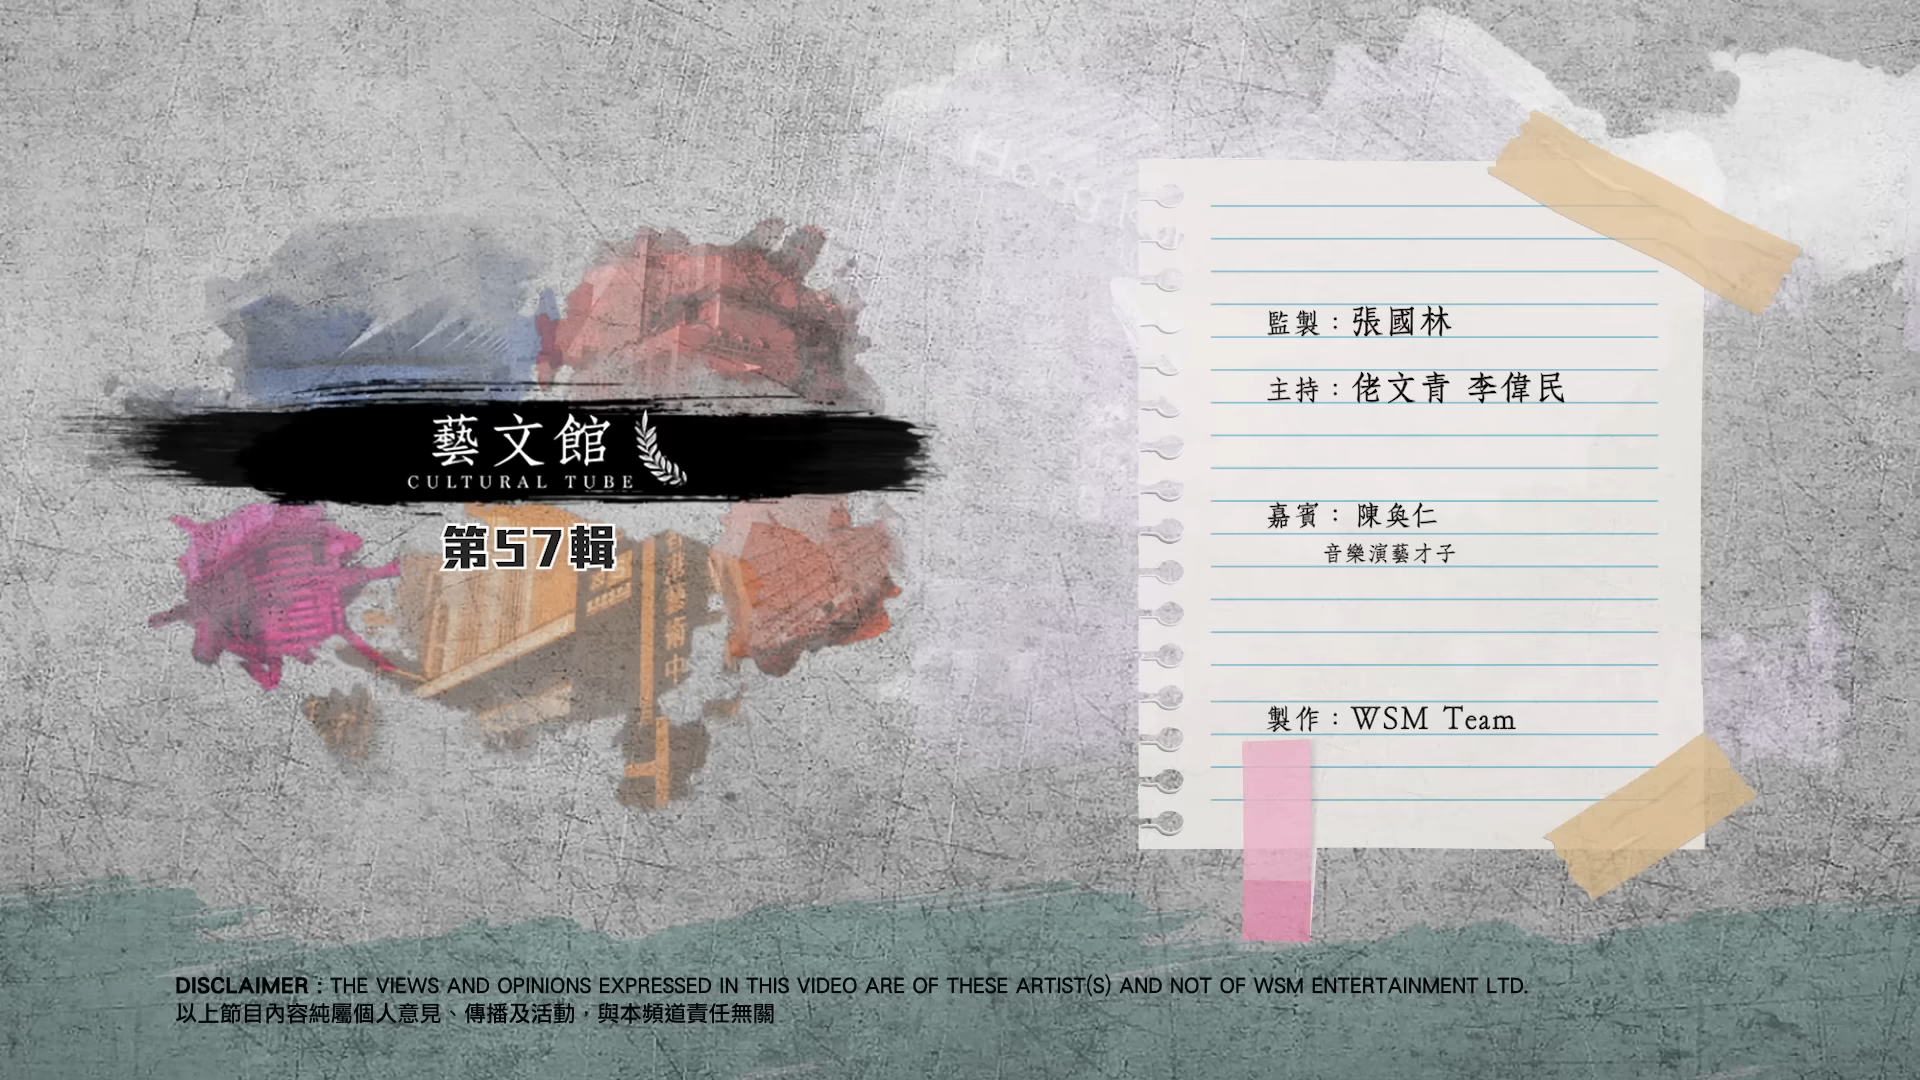 藝文館
CULTURAL TUBE
第57輯
港藝術中
監製：張國林
主持：佬文青 李偉民
嘉賓： 陳奐仁
音樂演藝才子
製作：WSM Team
DISCLAIMER : THE VIEWS AND OPINIONS EXPRESSED IN THIS VIDEO ARE OF THESE ARTIST(S) AND NOT OF WSM ENTERTAINMENT LTD.
以上節目內容純屬個人意見、傳播及活動，與本頻道責任無關